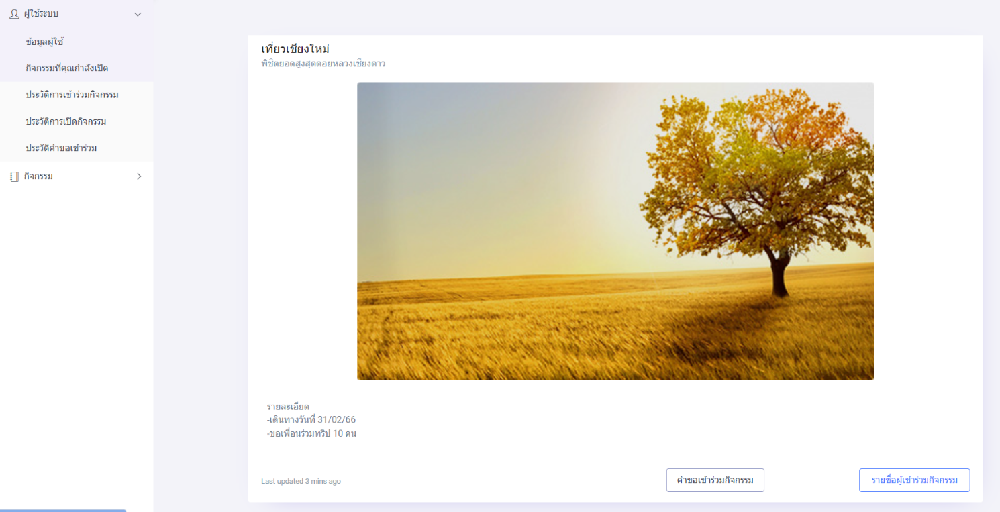 ผู้ใช้ระบบ
ข้อมูลผู้ใช้
กิจกรรมที่คุณกำลังเปิด
ประวัติการเข้าร่วมกิจกรรม
ประวัติการเปิดกิจกรรม
ประวัติคำขอเข้าร่วม
กิจกรรม
เที่ยวเชียงใหม่
พิชิตยอดสูงสุดดอยหลวงเชียงดาว
รายละเอียด
-เดินทางวันที่ 31/02/66
-ขอเพื่อนร่วมทริป 10 คน
Last updated 3 mins ago
คำขอเข้าร่วมกิจกรรม
รายชื่อผู้เข้าร่วมกิจกรรม